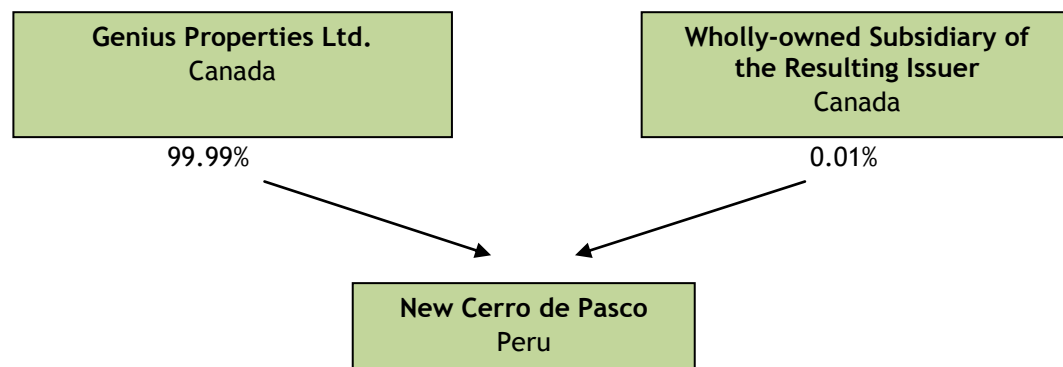 Genius Properties Ltd.
Canada
Wholly-owned Subsidiary of
the Resulting Issuer
Canada
99.99%
0.01%
New Cerro de Pasco
Peru